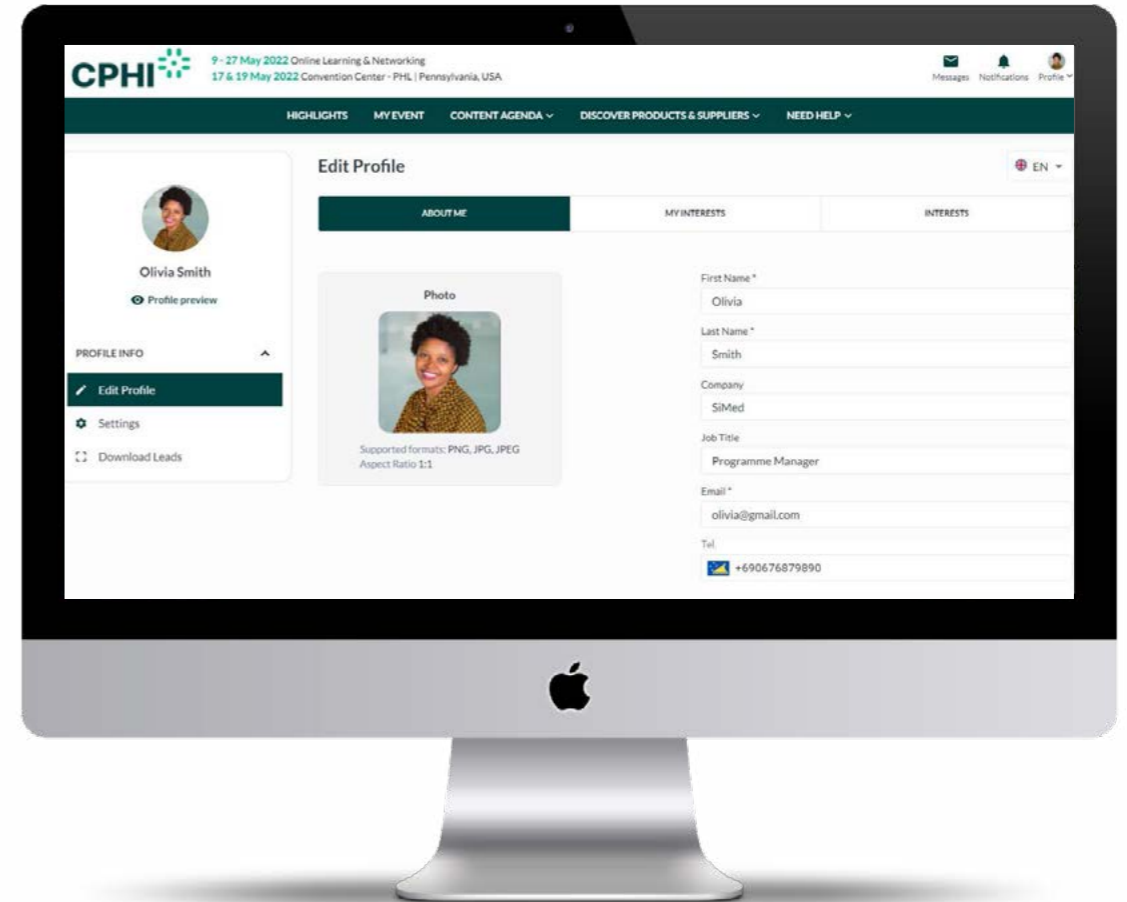 CPHI
9 - 27 May 2022 Online Learning & Networking
17 & 19 May 2022 Convention Center - PHL | Pennsylvania, USA
Messages Notifications Profile
HIGHLIGHTS MY EVENT CONTENT AGENDA DISCOVER PRODUCTS & SUPPLIERS NEED HELP
Edit Profile
EN
ABOUT ME MY INTERESTS INTERESTS
Olivia Smith
Profile preview
PROFILE INFO
Edit Profile
Settings
Download Leads
Photo
Supported formats: PNG, JPG, JPEG
Aspect Ratio 1:1
First Name *
Olivia
Last Name *
Smith
Company
SiMed
Job Title
Programme Manager
Email *
olivia@gmail.com
Tel
+690676879890